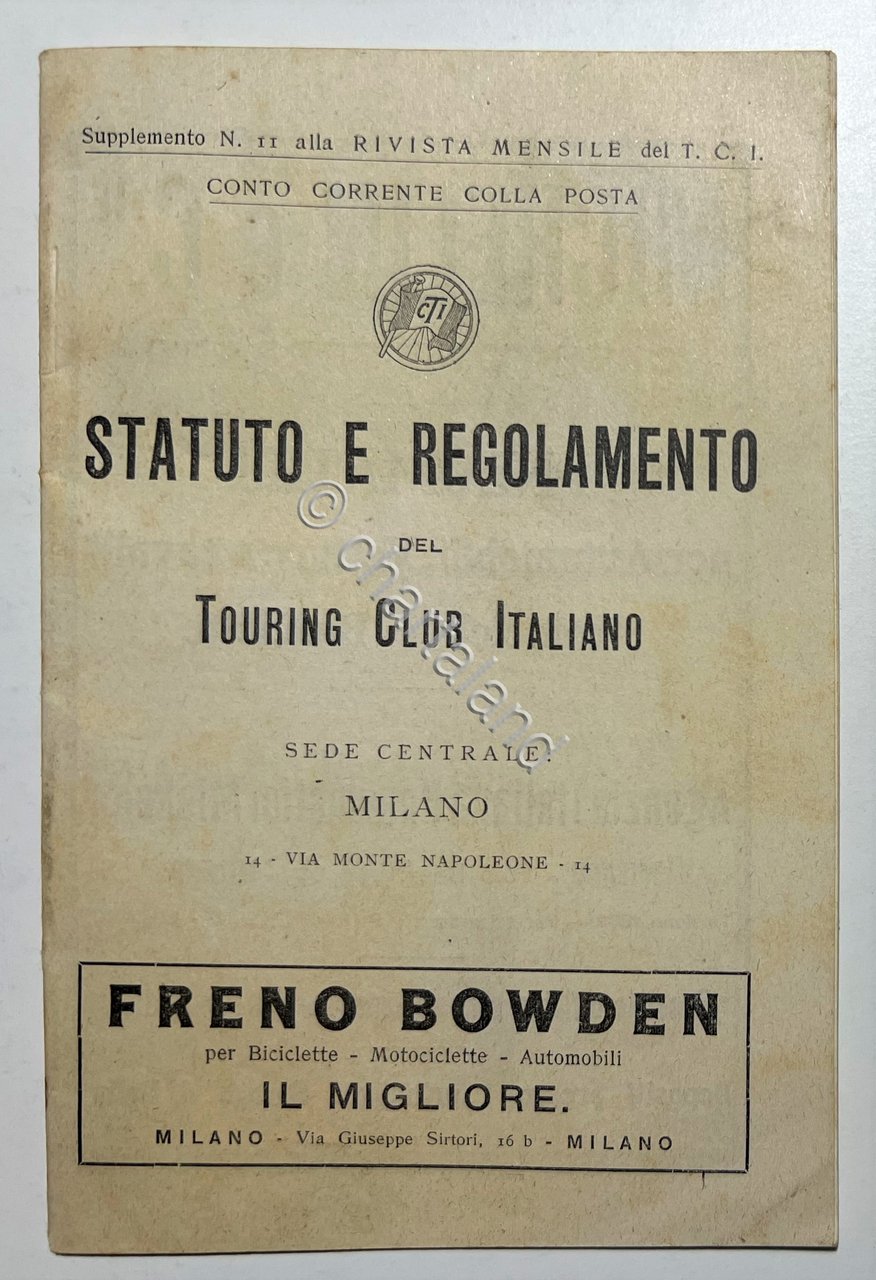 Supplemento N. 11 alla RIVISTA MENSILE del T. C. I.
CONTO CORRENTE COLLA POSTA
CTI
STATUTO E REGOLAMENTO
DEL
TOURING CLUB ITALIANO
© chartaland
SEDE CENTRALE:
MILANO
14 - VIA MONTE NAPOLEONE - 14
FRENO BOWDEN
per Biciclette - Motociclette - Automobili
IL MIGLIORE.
MILANO - Via Giuseppe Sirtori, 16 b - MILANO